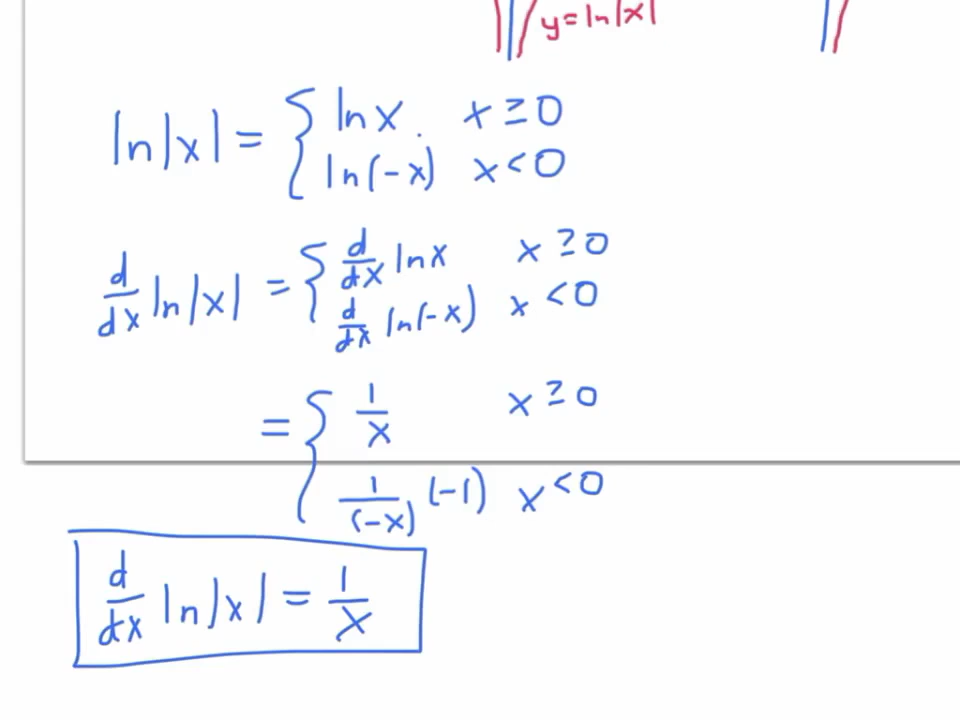 y=ln|x|
ln|x| = { ln x. x ≥ 0
ln(-x) x < 0
d/dx ln|x| = { d/dx ln x x ≥ 0
d/dx ln(-x) x < 0
= { 1/x x ≥ 0
1/(-x) (-1) x < 0
d/dx ln|x| = 1/x